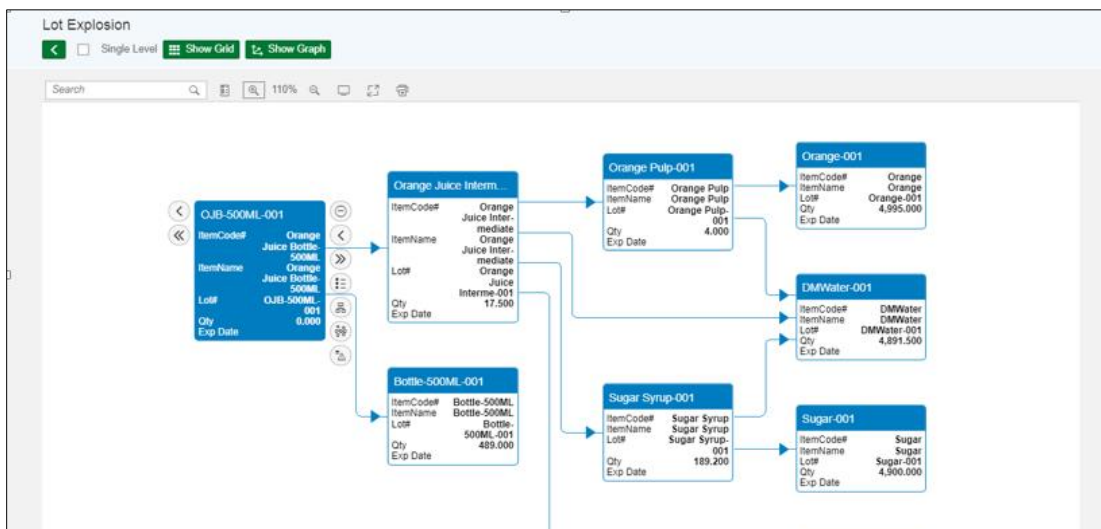 Lot Explosion
Single Level Show Grid Show Graph
Search 110%
OJB-500ML-001
ItemCode# Orange
Juice Bottle-
500ML
ItemName Orange
Juice Bottle-
500ML
Lot# OJB-500ML-
001
Qty 0.000
Exp Date
Orange Juice Interm...
ItemCode# Orange
Juice Inter-
mediate
ItemName Orange
Juice Inter-
mediate
Lot# Orange
Juice
Interme-001
Qty 17.500
Exp Date
Bottle-500ML-001
ItemCode# Bottle-500ML
ItemName Bottle-500ML
Lot# Bottle-
500ML-001
Qty 489.000
Exp Date
Orange Pulp-001
ItemCode# Orange Pulp
ItemName Orange Pulp
Lot# Orange Pulp-
001
Qty 4.000
Exp Date
Sugar Syrup-001
ItemCode# Sugar Syrup
ItemName Sugar Syrup
Lot# Sugar Syrup-
001
Qty 189.200
Exp Date
Orange-001
ItemCode# Orange
ItemName Orange
Lot# Orange-001
Qty 4,995.000
Exp Date
DMWater-001
ItemCode# DMWater
ItemName DMWater
Lot# DMWater-001
Qty 4,891.500
Exp Date
Sugar-001
ItemCode# Sugar
ItemName Sugar
Lot# Sugar-001
Qty 4,900.000
Exp Date